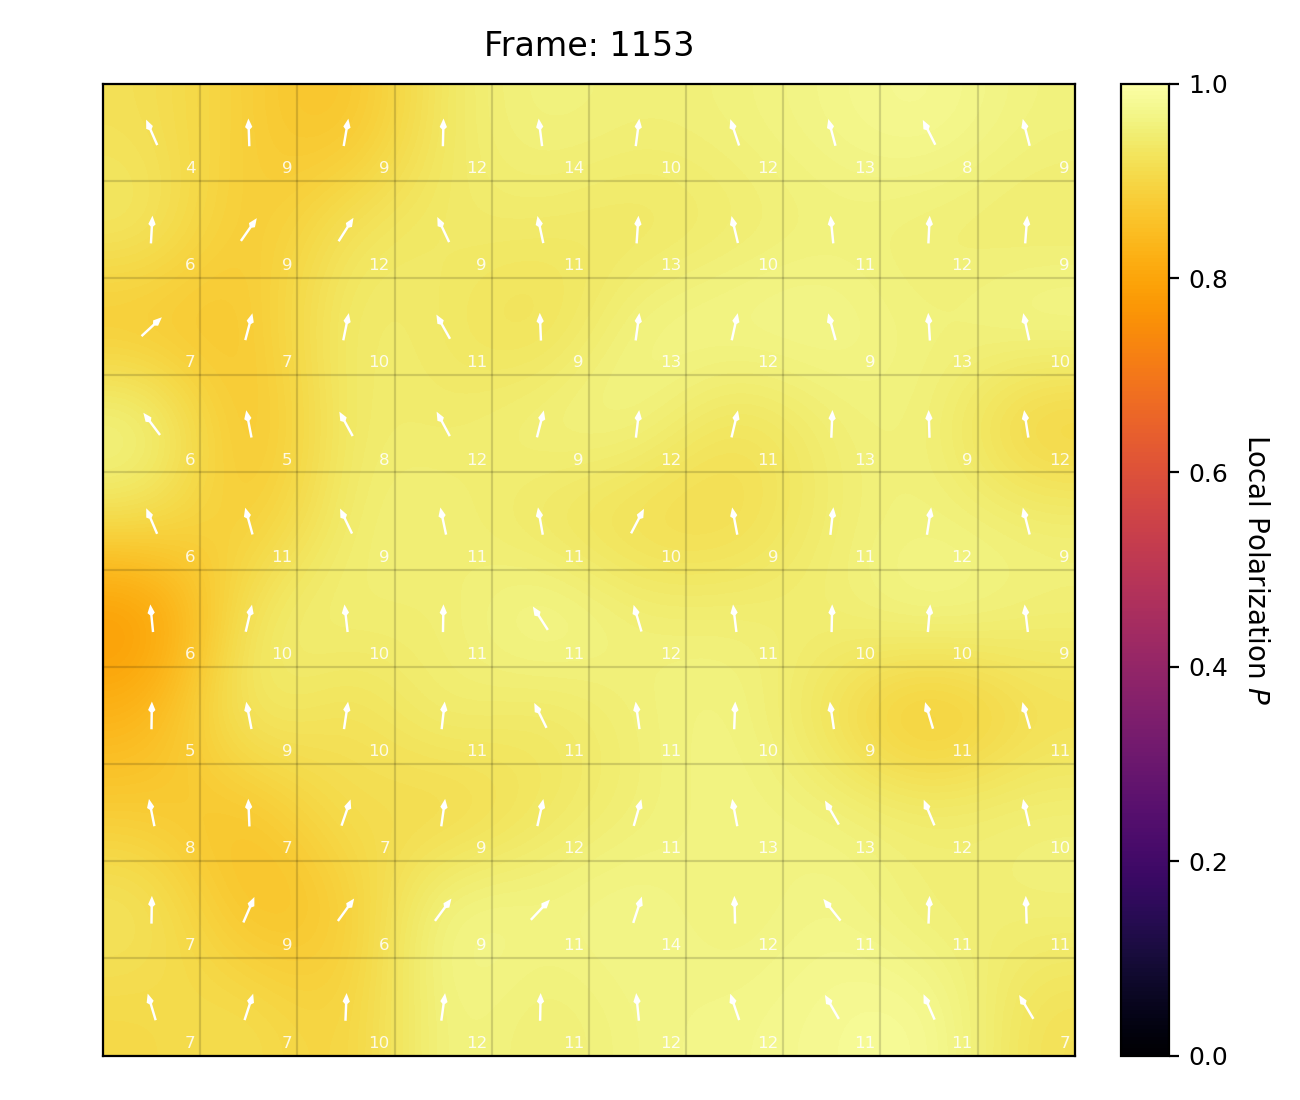 Frame: 1153
4 9 9 12 14 10 12 13 8 9
6 9 12 9 11 13 10 11 12 9
7 7 10 11 9 13 12 9 13 10
6 5 8 12 9 12 11 13 9 12
6 11 9 11 11 10 9 11 12 9
6 10 10 11 11 12 11 10 10 9
5 9 10 11 11 11 10 9 11 11
8 7 7 9 12 11 13 13 12 10
7 9 6 9 11 14 12 11 11 11
7 7 10 12 11 12 12 11 11 7
1.0
0.8
0.6
0.4
0.2
0.0
Local Polarization P